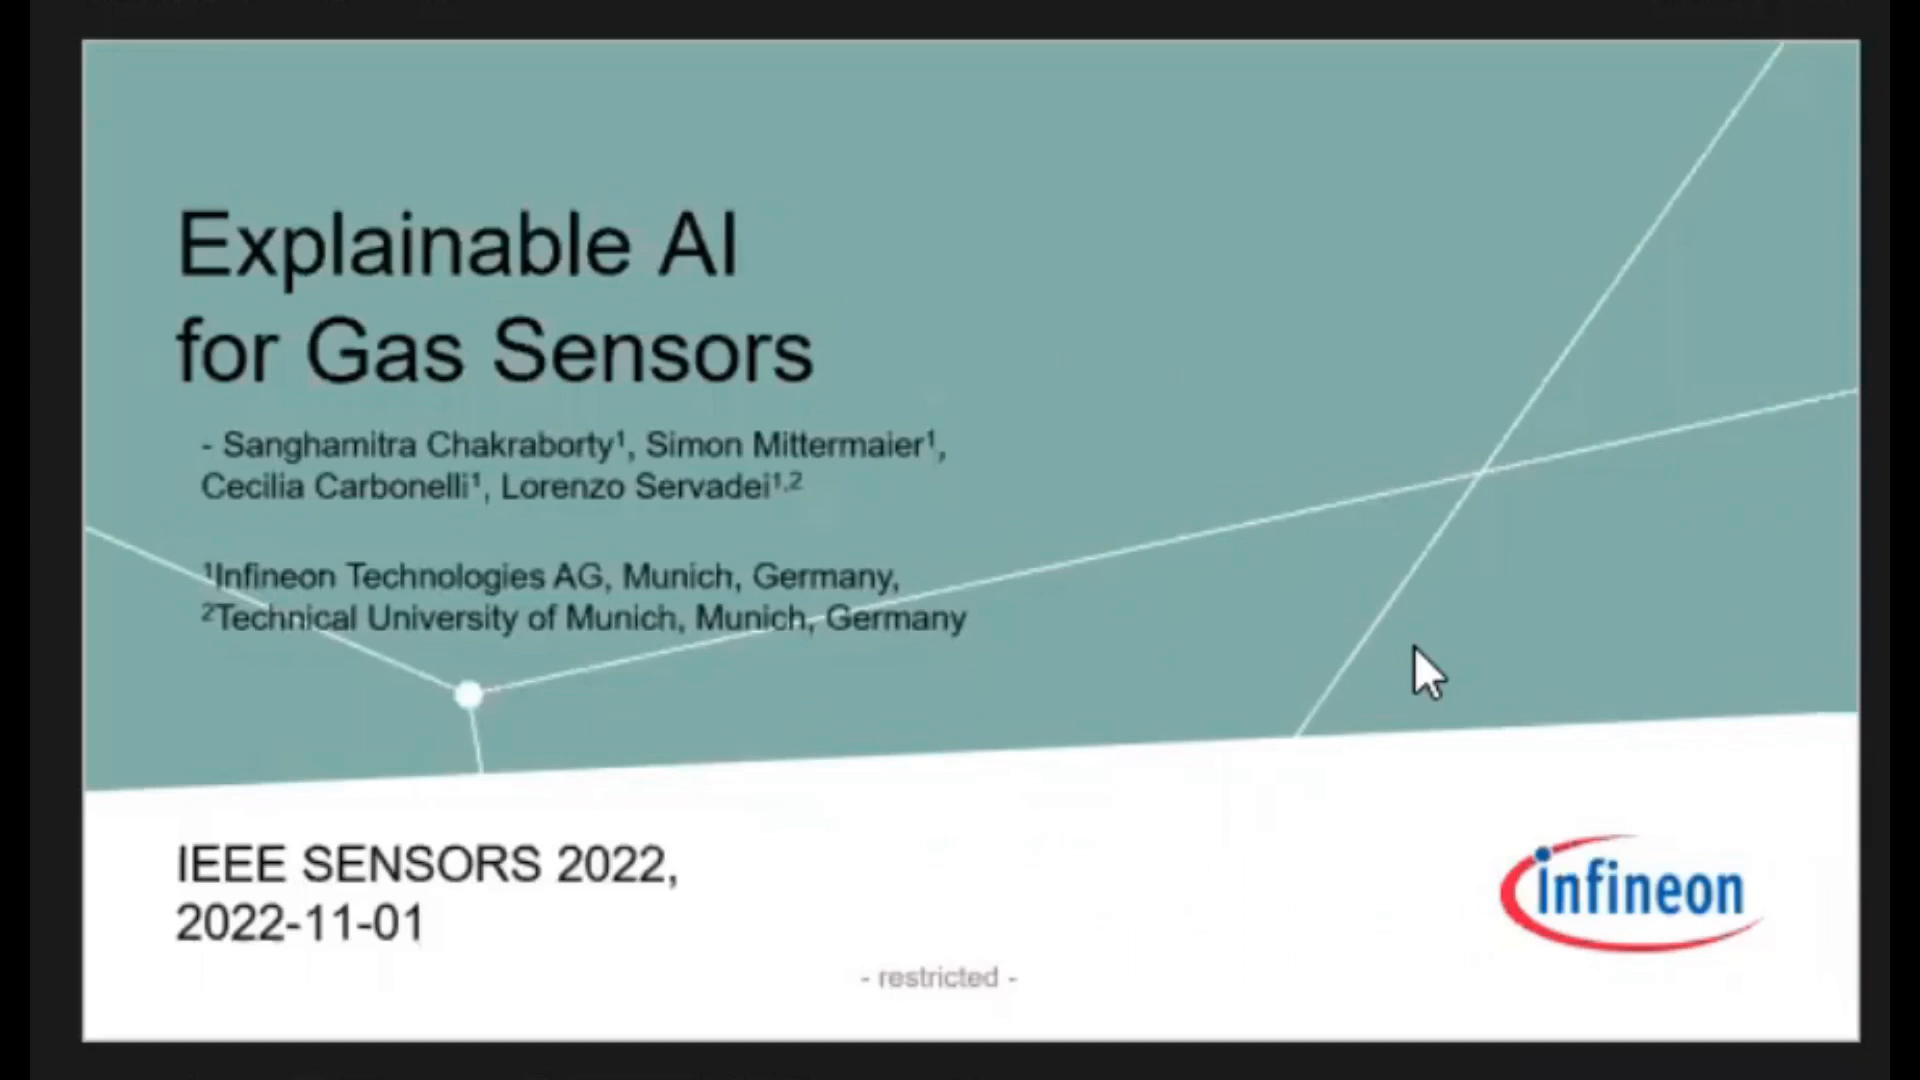 Explainable AI
for Gas Sensors
- Sanghamitra Chakraborty¹, Simon Mittermaier¹,
Cecilia Carbonelli¹, Lorenzo Servadei¹,²
¹Infineon Technologies AG, Munich, Germany,
²Technical University of Munich, Munich, Germany
IEEE SENSORS 2022,
2022-11-01
infineon
- restricted -